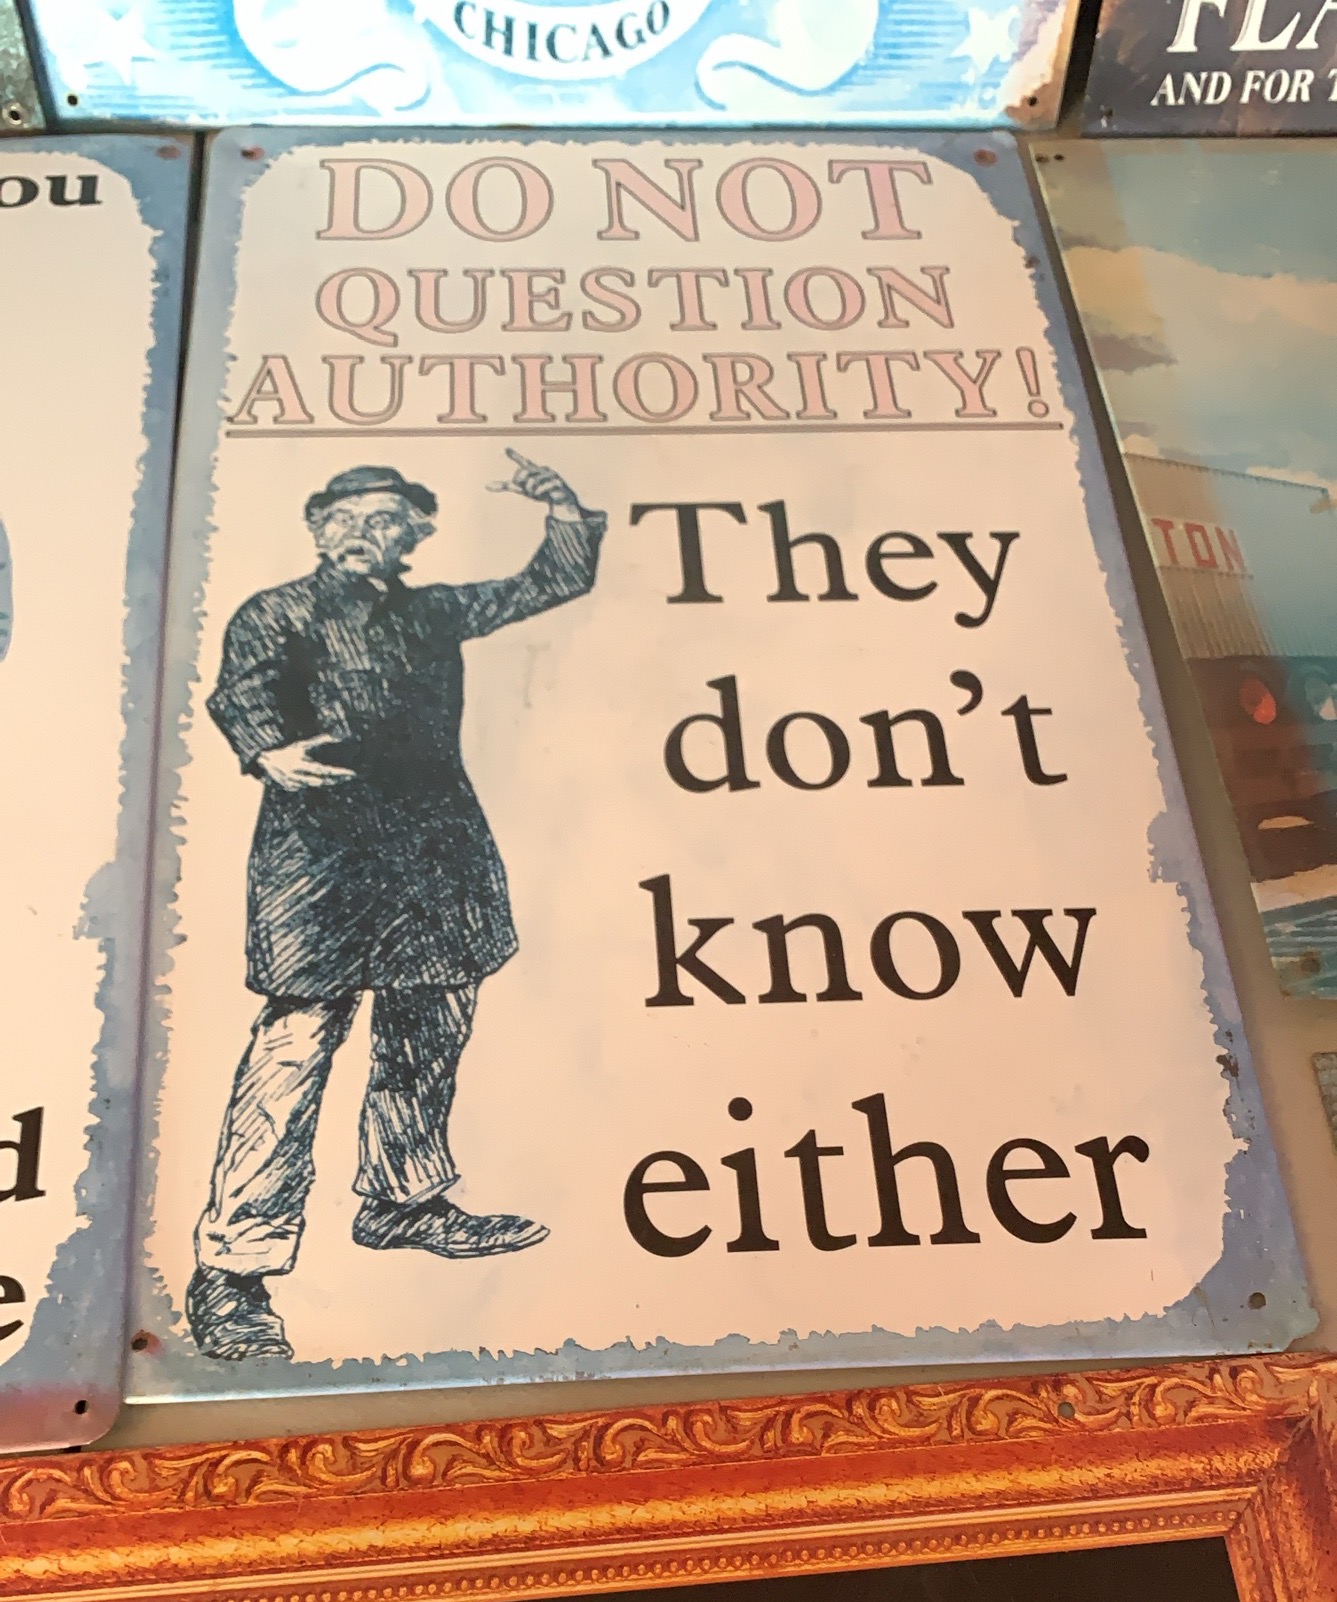 CHICAGO
AND FOR
ou
DO NOT
QUESTION
AUTHORITY!
They
don't
know
either
TON
d
e